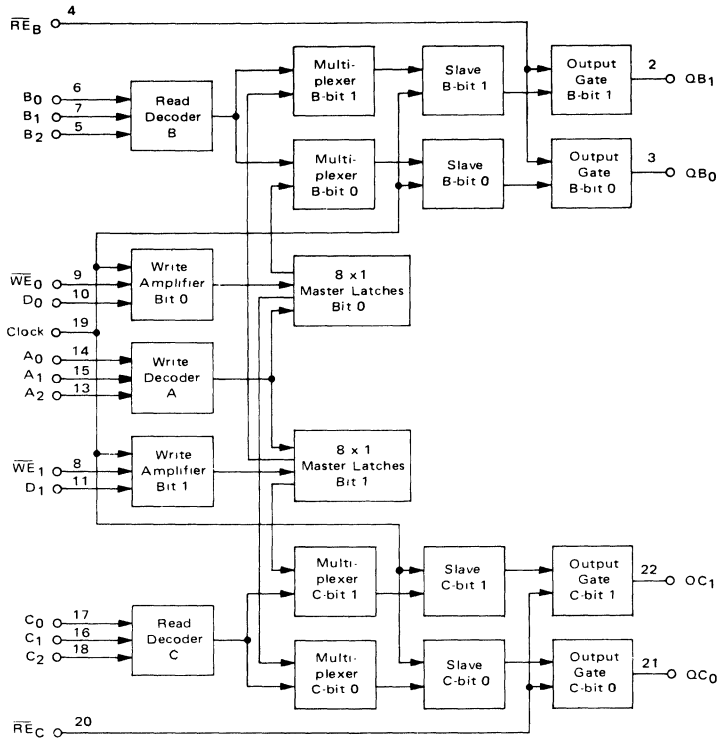 4
R̅E̅B
6
B0
7
B1
5
B2
Read
Decoder
B
Multi-
plexer
B-bit 1
Slave
B-bit 1
Output
Gate
B-bit 1
2
QB1
Multi-
plexer
B-bit 0
Slave
B-bit 0
Output
Gate
B-bit 0
3
QB0
9
W̅E̅0
10
D0
Write
Amplifier
Bit 0
8 x 1
Master Latches
Bit 0
19
Clock
14
A0
15
A1
13
A2
Write
Decoder
A
8
W̅E̅1
11
D1
Write
Amplifier
Bit 1
8 x 1
Master Latches
Bit 1
Multi-
plexer
C-bit 1
Slave
C-bit 1
Output
Gate
C-bit 1
22
QC1
17
C0
16
C1
18
C2
Read
Decoder
C
Multi-
plexer
C-bit 0
Slave
C-bit 0
Output
Gate
C-bit 0
21
QC0
20
R̅E̅C